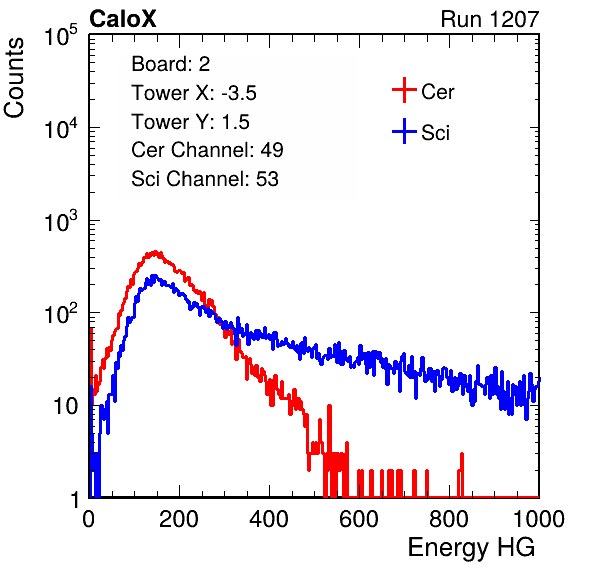 CaloX Run 1207
Counts
Board: 2
Tower X: -3.5
Tower Y: 1.5
Cer Channel: 49
Sci Channel: 53
Cer
Sci
10^5
10^4
10^3
10^2
10
1
0 200 400 600 800 1000
Energy HG